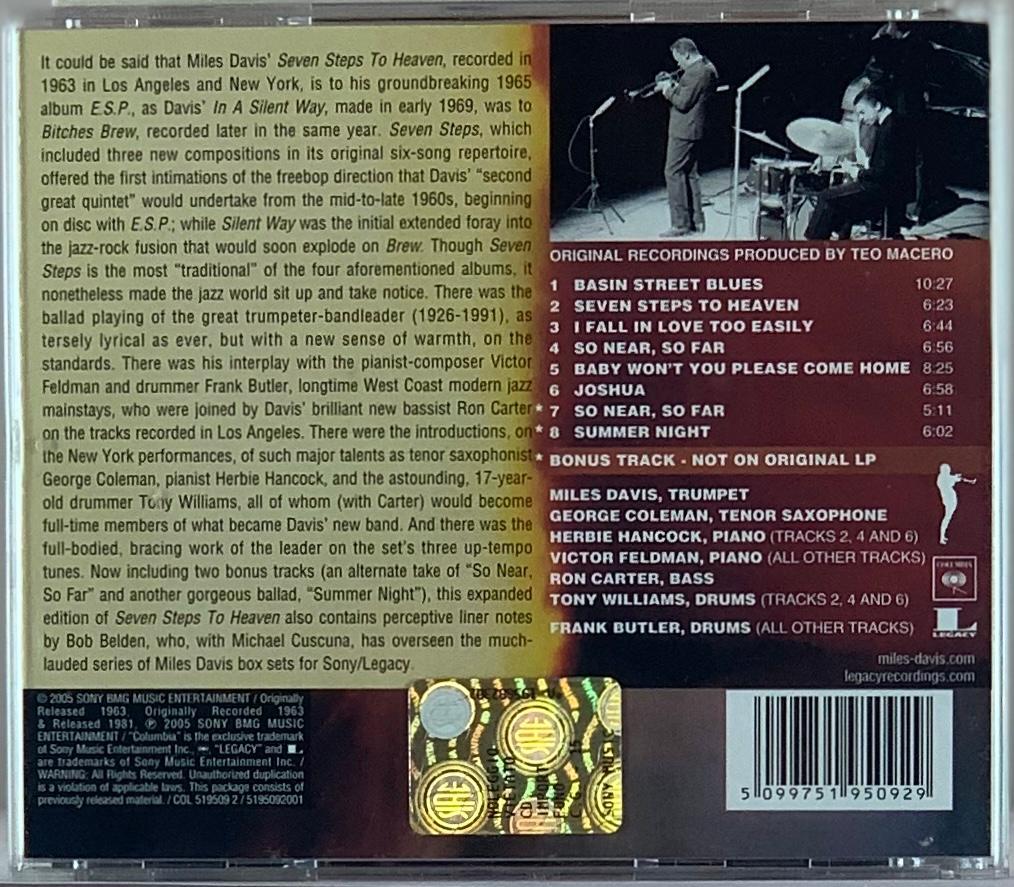 It could be said that Miles Davis' Seven Steps To Heaven, recorded in
1963 in Los Angeles and New York, is to his groundbreaking 1965
album E.S.P., as Davis' In A Silent Way, made in early 1969, was to
Bitches Brew, recorded later in the same year. Seven Steps, which
included three new compositions in its original six-song repertoire,
offered the first intimations of the freebop direction that Davis' "second
great quintet" would undertake from the mid-to-late 1960s, beginning
on disc with E.S.P.; while Silent Way was the initial extended foray into
the jazz-rock fusion that would soon explode on Brew. Though Seven
Steps is the most "traditional" of the four aforementioned albums, it
nonetheless made the jazz world sit up and take notice. There was the
ballad playing of the great trumpeter-bandleader (1926-1991), as
tersely lyrical as ever, but with a new sense of warmth, on the
standards. There was his interplay with the pianist-composer Victor
Feldman and drummer Frank Butler, longtime West Coast modern jazz
mainstays, who were joined by Davis' brilliant new bassist Ron Carter
on the tracks recorded in Los Angeles. There were the introductions, on
the New York performances, of such major talents as tenor saxophonist
George Coleman, pianist Herbie Hancock, and the astounding, 17-year-
old drummer Tony Williams, all of whom (with Carter) would become
full-time members of what became Davis' new band. And there was the
full-bodied, bracing work of the leader on the set's three up-tempo
tunes. Now including two bonus tracks (an alternate take of "So Near,
So Far" and another gorgeous ballad, "Summer Night"), this expanded
edition of Seven Steps To Heaven also contains perceptive liner notes
by Bob Belden, who, with Michael Cuscuna, has overseen the much-
lauded series of Miles Davis box sets for Sony/Legacy.
ORIGINAL RECORDINGS PRODUCED BY TEO MACERO
1 BASIN STREET BLUES 10:27
2 SEVEN STEPS TO HEAVEN 6:23
3 I FALL IN LOVE TOO EASILY 6:44
4 SO NEAR, SO FAR 6:56
5 BABY WON'T YOU PLEASE COME HOME 8:25
6 JOSHUA 6:58
* 7 SO NEAR, SO FAR 5:11
* 8 SUMMER NIGHT 6:02
* BONUS TRACK - NOT ON ORIGINAL LP
MILES DAVIS, TRUMPET
GEORGE COLEMAN, TENOR SAXOPHONE
HERBIE HANCOCK, PIANO (TRACKS 2, 4 AND 6)
VICTOR FELDMAN, PIANO (ALL OTHER TRACKS)
RON CARTER, BASS
TONY WILLIAMS, DRUMS (TRACKS 2, 4 AND 6)
FRANK BUTLER, DRUMS (ALL OTHER TRACKS)
COLUMBIA
LEGACY
miles-davis.com
legacyrecordings.com
© 2005 SONY BMG MUSIC ENTERTAINMENT / Originally
Released 1963, Originally Recorded 1963
& Released 1981, ℗ 2005 SONY BMG MUSIC
ENTERTAINMENT / "Columbia" is the exclusive trademark
of Sony Music Entertainment Inc., "LEGACY" and
are trademarks of Sony Music Entertainment Inc. /
WARNING: All Rights Reserved. Unauthorized duplication
is a violation of applicable laws. This package consists of
previously released material. / COL 519509 2 / 5195092001
SIAE
NOLEGGIO
VIETATO
CD
SONY MUSIC
5 099751 950929